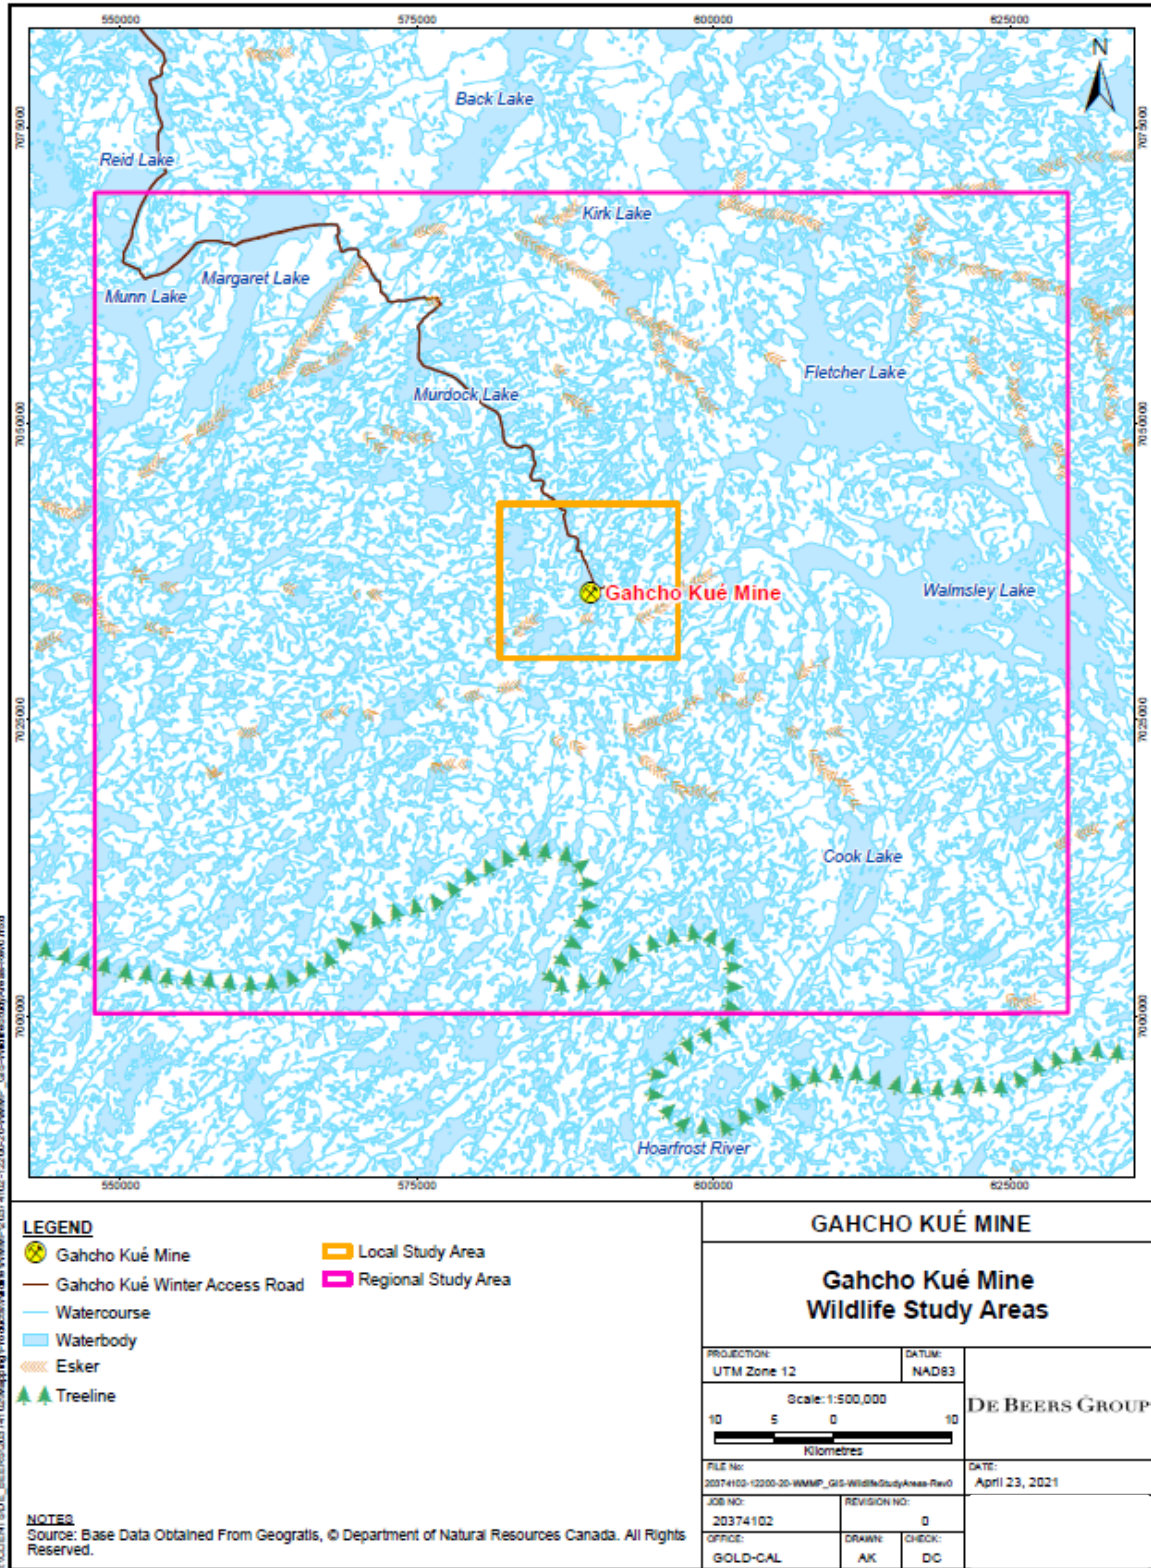 550000 575000 600000 625000
N
Back Lake
7075000 7075000
Reid Lake
Kirk Lake
Margaret Lake
Munn Lake
Fletcher Lake
Murdock Lake
7050000 7050000
Gahcho Kué Mine
Walmsley Lake
7025000 7025000
Cook Lake
7000000 7000000
Hoarfrost River
550000 575000 600000 625000
LEGEND
Gahcho Kué Mine
Gahcho Kué Winter Access Road
Watercourse
Waterbody
Esker
Treeline
Local Study Area
Regional Study Area
NOTES
Source: Base Data Obtained From Geogratis, © Department of Natural Resources Canada. All Rights
Reserved.
GAHCHO KUÉ MINE
Gahcho Kué Mine
Wildlife Study Areas
PROJECTION: DATUM:
UTM Zone 12 NAD83
Scale: 1:500,000
10 5 0 10
Kilometres
DE BEERS GROUP
FILE No: DATE:
20374102-12200-20-WMMP_GIS-WildlifeStudyAreas-Rev0 April 23, 2021
JOB NO: REVISION NO:
20374102 0
OFFICE: DRAWN: CHECK:
GOLD-CAL AK DC